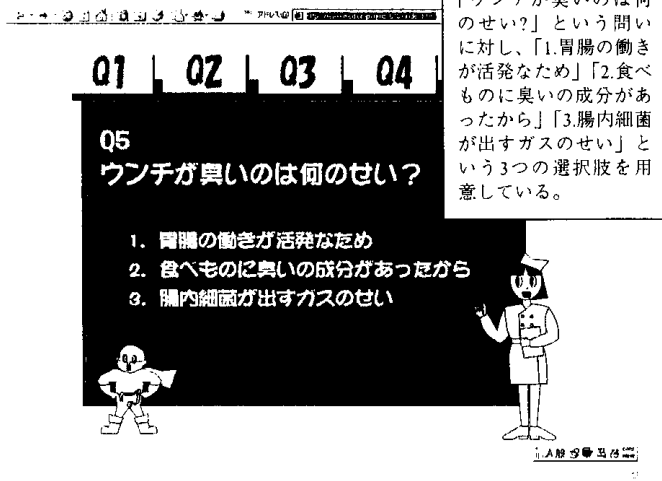 「ウンチが臭いのは何
のせい?」という問い
に対し、「1.胃腸の働き
が活発なため」「2.食べ
ものに臭いの成分があ
ったから」「3.腸内細菌
が出すガスのせい」と
いう3つの選択肢を用
意している。
アドレス
Q1 Q2 Q3 Q4
Q5
ウンチが臭いのは何のせい？
1. 胃腸の働きが活発なため
2. 食べものに臭いの成分があったから
3. 腸内細菌が出すガスのせい
A般